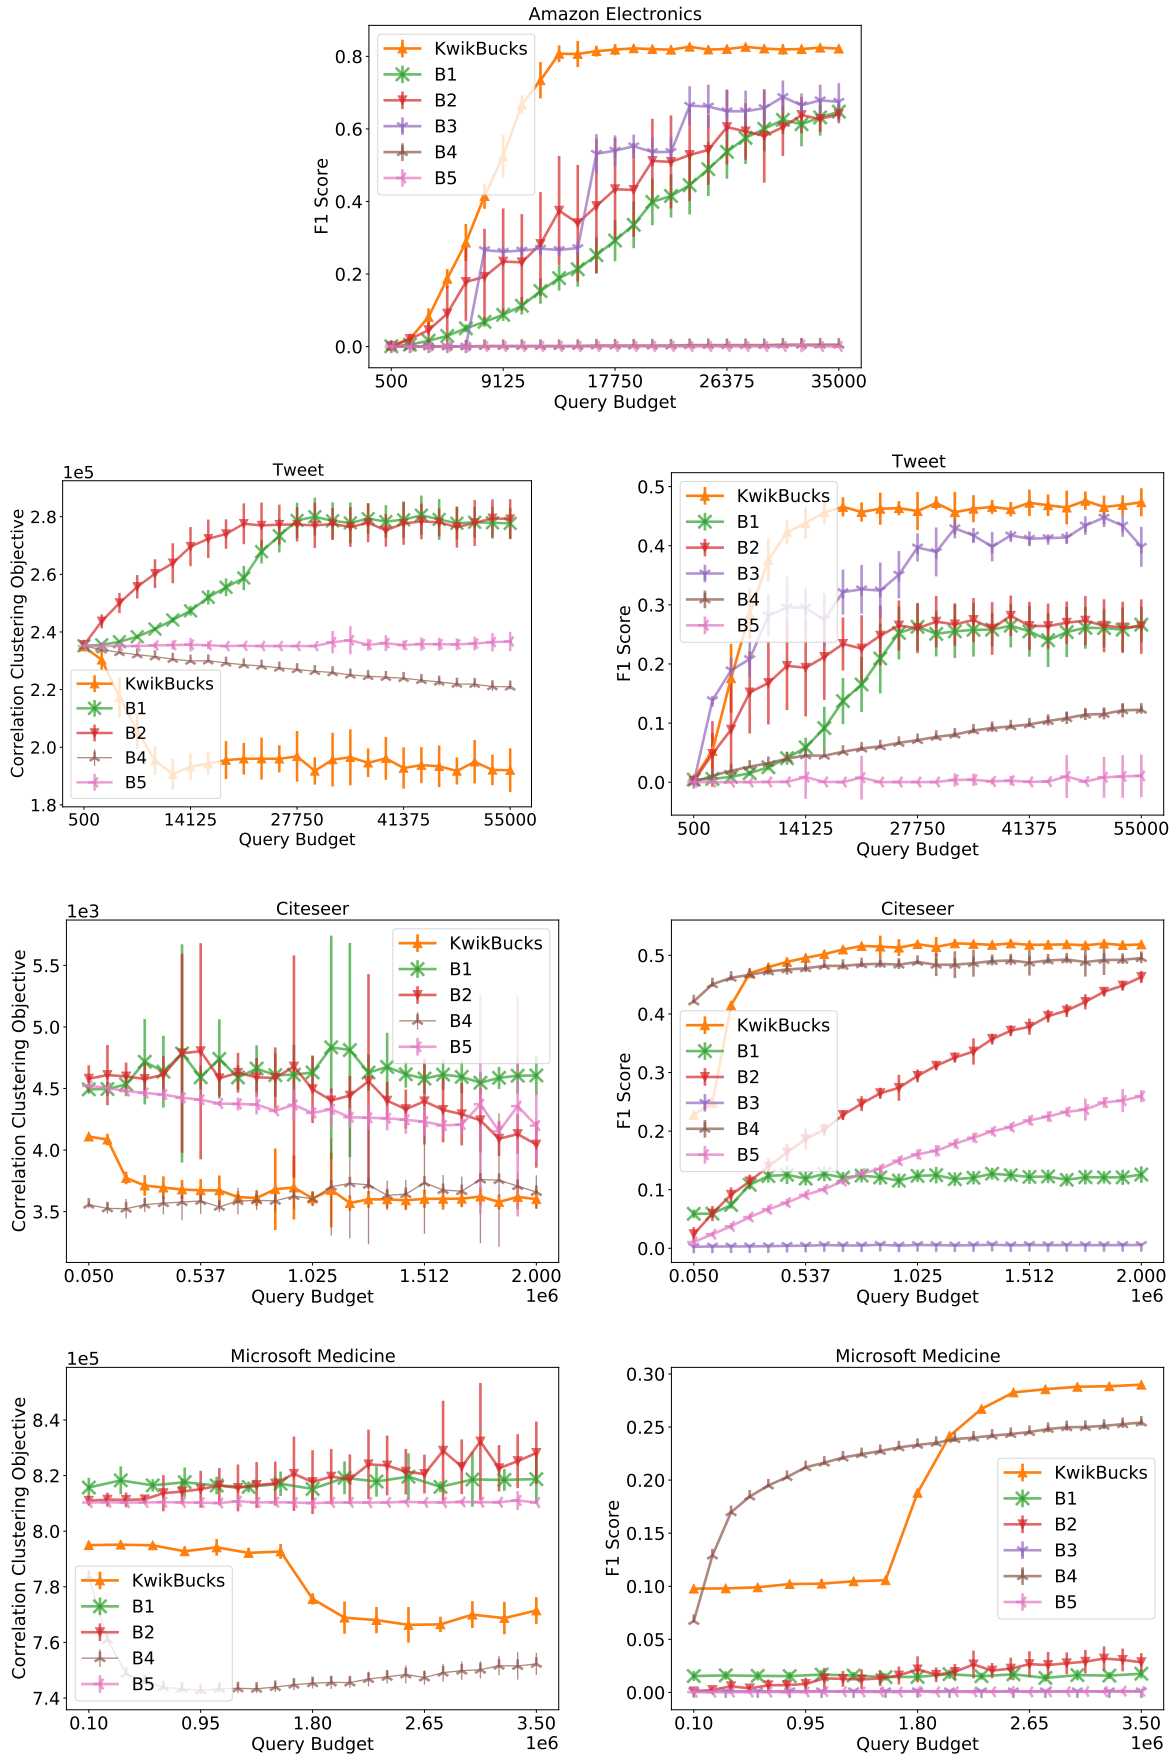 Amazon Electronics
F1 Score
0.8
0.6
0.4
0.2
0.0
KwikBucks
B1
B2
B3
B4
B5
500 9125 17750 26375 35000
Query Budget
Tweet
1e5
Correlation Clustering Objective
2.8
2.6
2.4
2.2
2.0
1.8
KwikBucks
B1
B2
B4
B5
500 14125 27750 41375 55000
Query Budget
Tweet
F1 Score
0.5
0.4
0.3
0.2
0.1
0.0
KwikBucks
B1
B2
B3
B4
B5
500 14125 27750 41375 55000
Query Budget
Citeseer
1e3
Correlation Clustering Objective
5.5
5.0
4.5
4.0
3.5
KwikBucks
B1
B2
B4
B5
0.050 0.537 1.025 1.512 2.000
1e6
Query Budget
Citeseer
F1 Score
0.5
0.4
0.3
0.2
0.1
0.0
KwikBucks
B1
B2
B3
B4
B5
0.050 0.537 1.025 1.512 2.000
1e6
Query Budget
Microsoft Medicine
1e5
Correlation Clustering Objective
8.4
8.2
8.0
7.8
7.6
7.4
KwikBucks
B1
B2
B4
B5
0.10 0.95 1.80 2.65 3.50
1e6
Query Budget
Microsoft Medicine
F1 Score
0.30
0.25
0.20
0.15
0.10
0.05
0.00
KwikBucks
B1
B2
B3
B4
B5
0.10 0.95 1.80 2.65 3.50
1e6
Query Budget